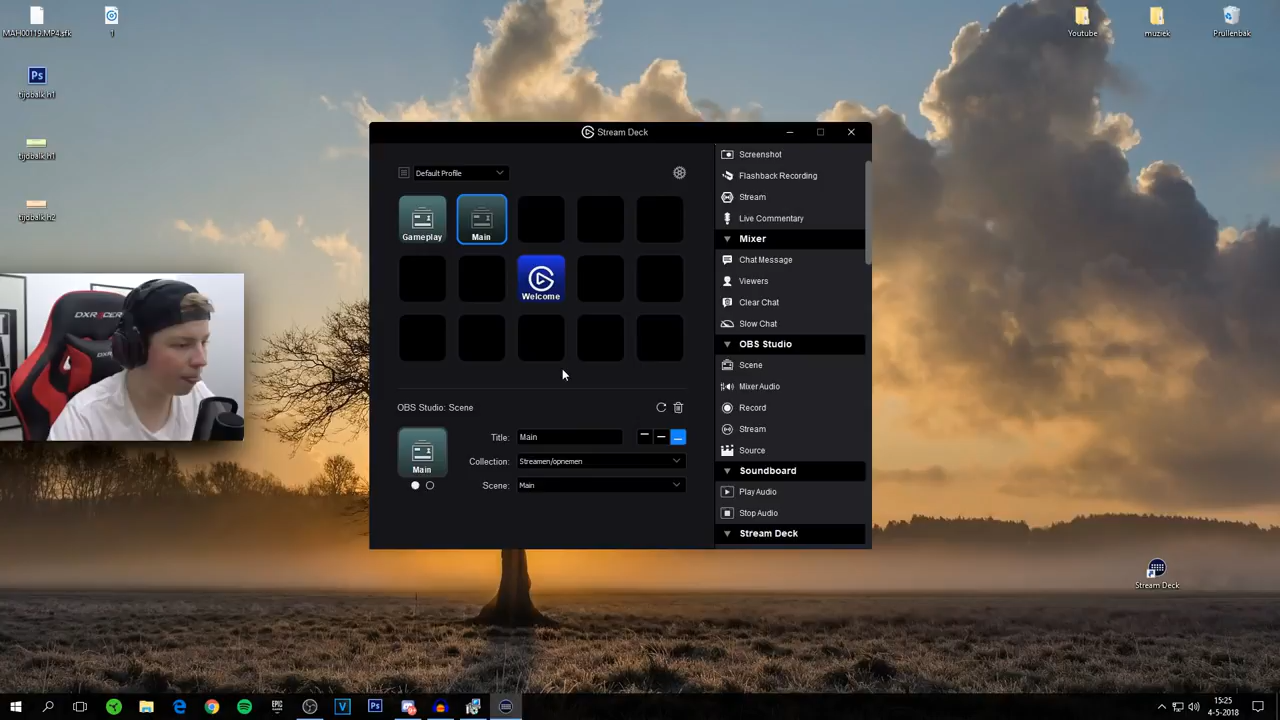 MAH00119.MP4.sfk
1
Youtube
muziek
Prullenbak
Ps
tijdbalk h1
tijdbalk h1
tijdbalk h2
DXRACER
Stream Deck
Default Profile
Gameplay
Main
Welcome
OBS Studio: Scene
Main
Title: Main
Collection: Streamen/opnemen
Scene: Main
Screenshot
Flashback Recording
Stream
Live Commentary
Mixer
Chat Message
Viewers
Clear Chat
Slow Chat
OBS Studio
Scene
Mixer Audio
Record
Stream
Source
Soundboard
Play Audio
Stop Audio
Stream Deck
Stream Deck
EPIC
V
Ps
15:25
4-5-2018